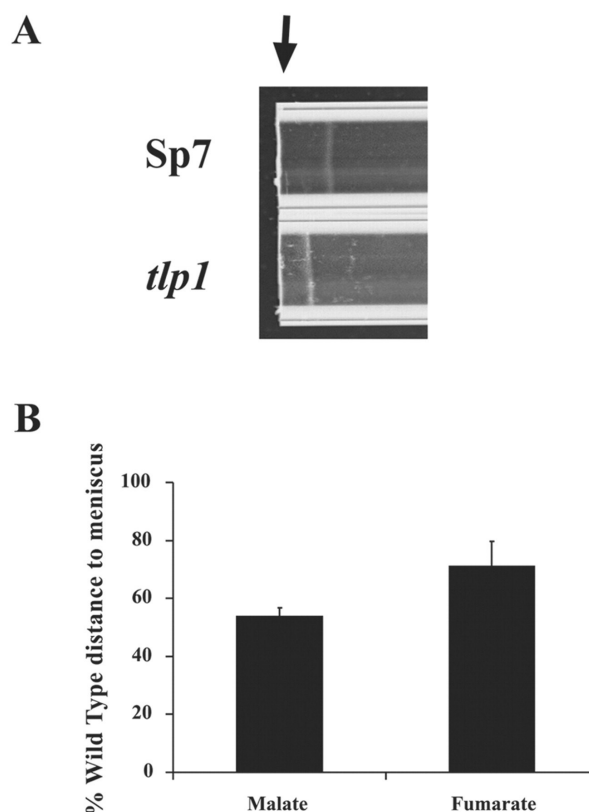 A
Sp7
tlp1
B
% Wild Type distance to meniscus
100
80
60
40
20
0
Malate
Fumarate